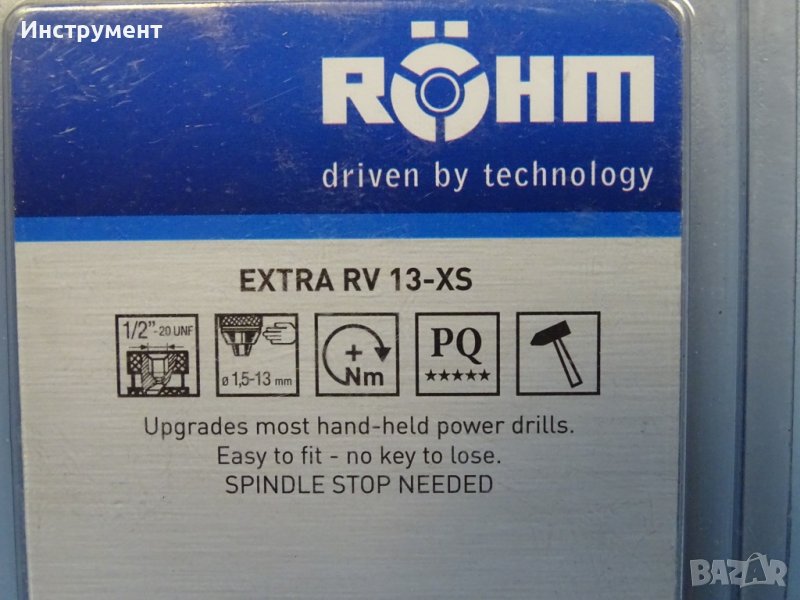 Инструмент
RÖHM
driven by technology
EXTRA RV 13-XS
1/2"-20 UNF
ø 1,5-13 mm
+
Nm
PQ
★★★★★
Upgrades most hand-held power drills.
Easy to fit - no key to lose.
SPINDLE STOP NEEDED
BAZAR